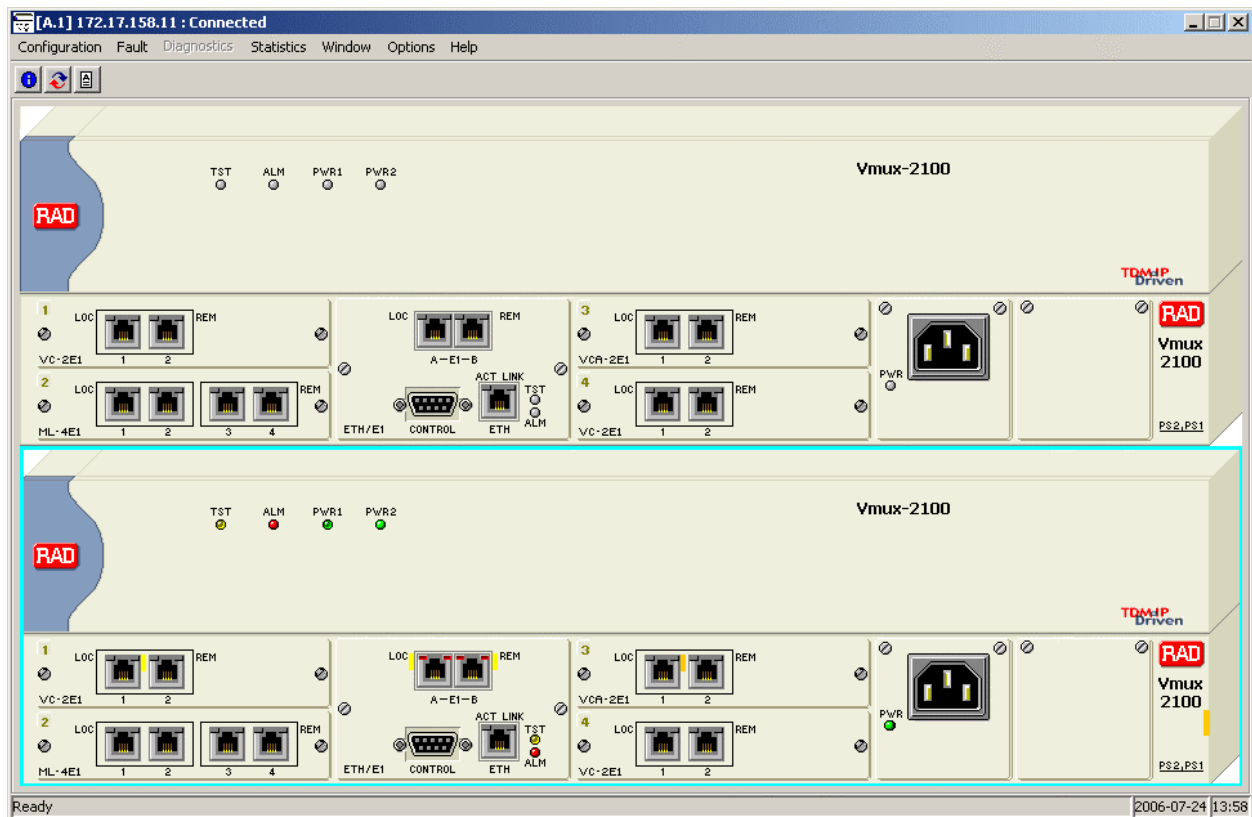 [A.1] 172.17.158.11 : Connected
Configuration Fault Diagnostics Statistics Window Options Help
TST ALM PWR1 PWR2
Vmux-2100
RAD
TDMoIP
Driven
1 LOC REM
VC-2E1 1 2
LOC REM
A-E1-B
3 LOC REM
VCA-2E1 1 2
PWR
RAD
Vmux
2100
2 LOC REM
ML-4E1 1 2 3 4
ACT LINK
TST
ALM
ETH/E1 CONTROL ETH
4 LOC REM
VC-2E1 1 2
PS2,PS1
TST ALM PWR1 PWR2
Vmux-2100
RAD
TDMoIP
Driven
1 LOC REM
VC-2E1 1 2
LOC REM
A-E1-B
3 LOC REM
VCA-2E1 1 2
PWR
RAD
Vmux
2100
2 LOC REM
ML-4E1 1 2 3 4
ACT LINK
TST
ALM
ETH/E1 CONTROL ETH
4 LOC REM
VC-2E1 1 2
PS2,PS1
Ready 2006-07-24 13:58